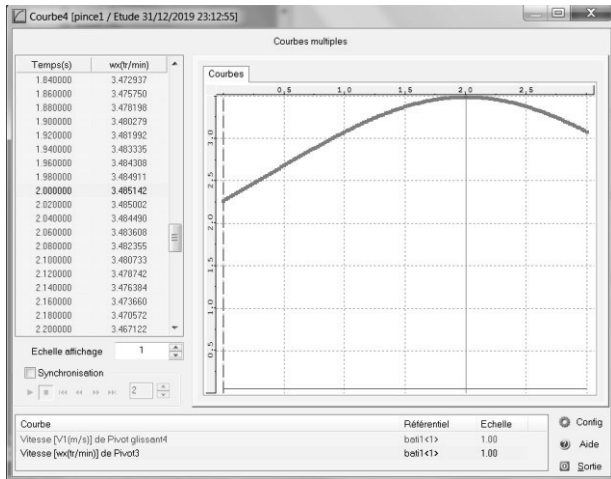 Courbe4 [pince1 / Etude 31/12/2019 23:12:55]
Courbes multiples
Temps(s) wx(tr/min)
1.840000 3.472937
1.860000 3.475750
1.880000 3.478198
1.900000 3.480279
1.920000 3.481992
1.940000 3.483335
1.960000 3.484308
1.980000 3.484911
2.000000 3.485142
2.020000 3.485002
2.040000 3.484490
2.060000 3.483608
2.080000 3.482355
2.100000 3.480733
2.120000 3.478742
2.140000 3.476384
2.160000 3.473660
2.180000 3.470572
2.200000 3.467122
Echelle affichage 1
Synchronisation
2
Courbes
0,5 1,0 1,5 2,0 2,5
3,0
2,5
2,0
1,5
1,0
0,5
Courbe Référentiel Echelle
Vitesse [V1(m/s)] de Pivot glissant4 bati1<1> 1.00
Vitesse [wx(tr/min)] de Pivot3 bati1<1> 1.00
Config
Aide
Sortie